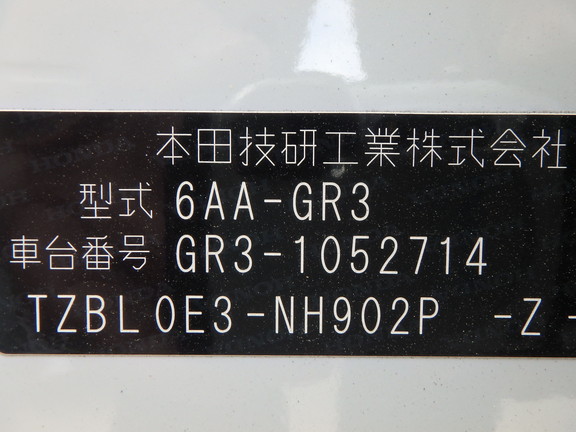 本田技研工業株式会社
型式 6AA-GR3
車台番号 GR3-1052714
TZBL0E3-NH902P -Z -